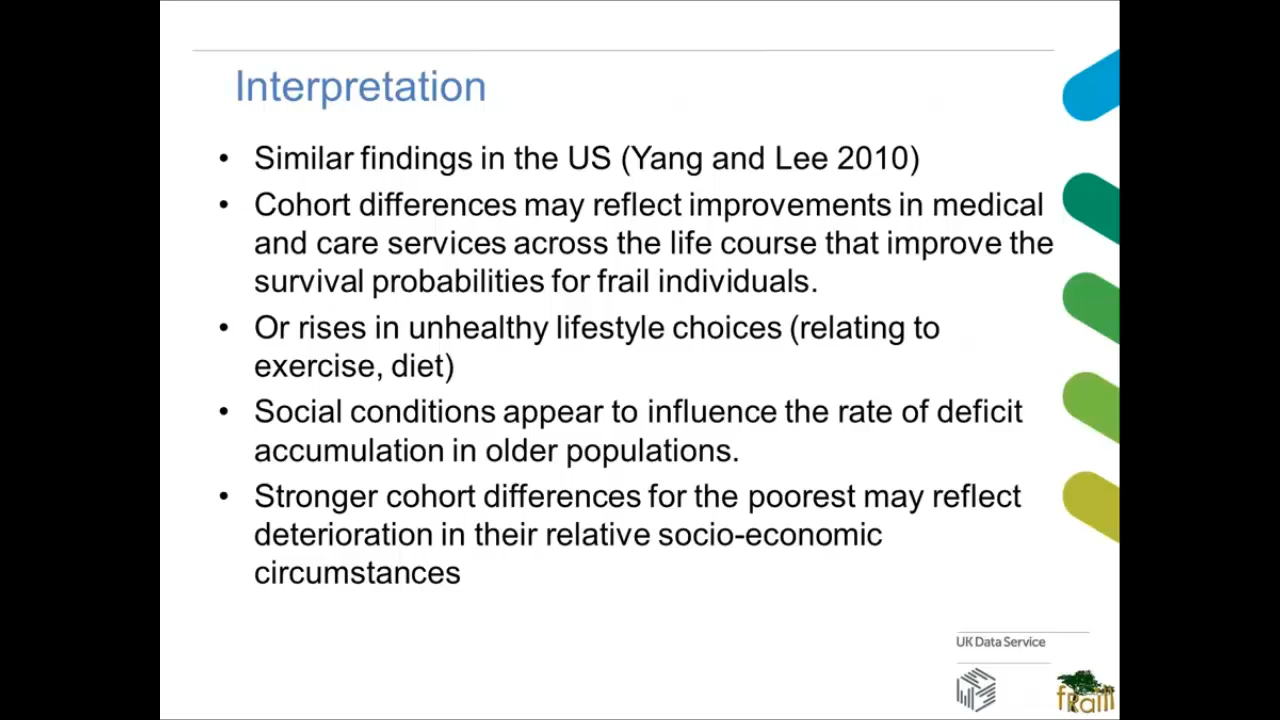 Interpretation
• Similar findings in the US (Yang and Lee 2010)
• Cohort differences may reflect improvements in medical
and care services across the life course that improve the
survival probabilities for frail individuals.
• Or rises in unhealthy lifestyle choices (relating to
exercise, diet)
• Social conditions appear to influence the rate of deficit
accumulation in older populations.
• Stronger cohort differences for the poorest may reflect
deterioration in their relative socio-economic
circumstances
UK Data Service
fRaill